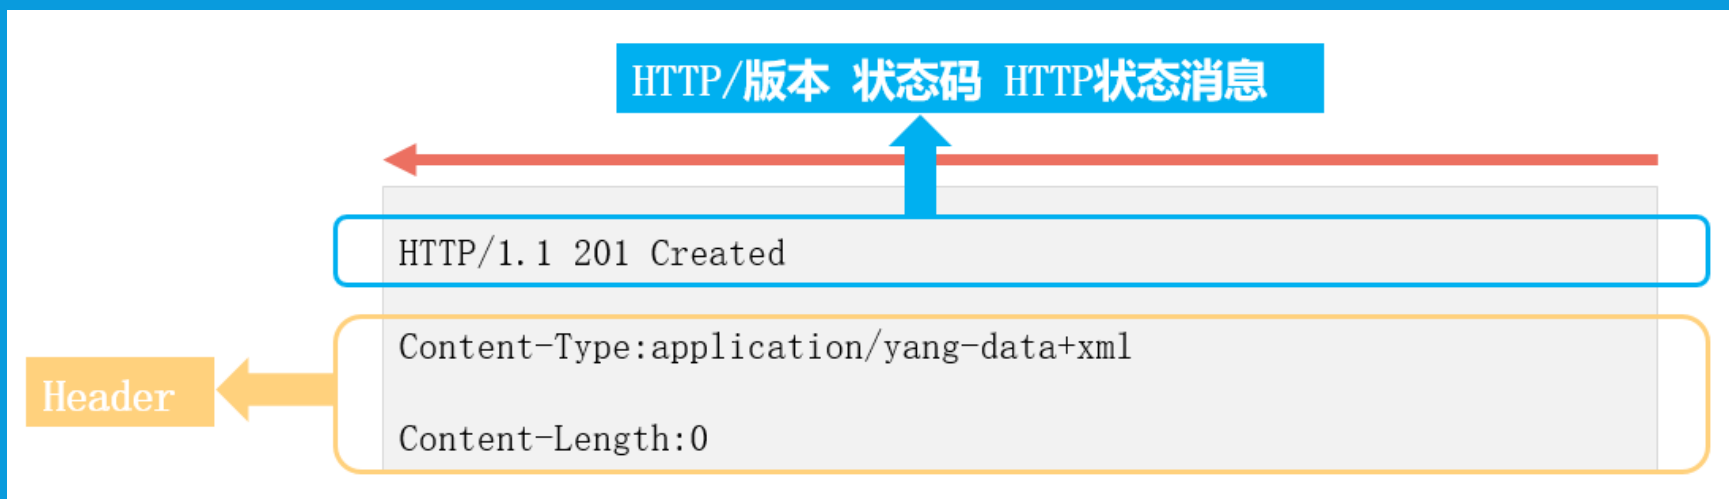 HTTP/版本 状态码 HTTP状态消息
HTTP/1.1 201 Created
Content-Type:application/yang-data+xml
Header
Content-Length:0